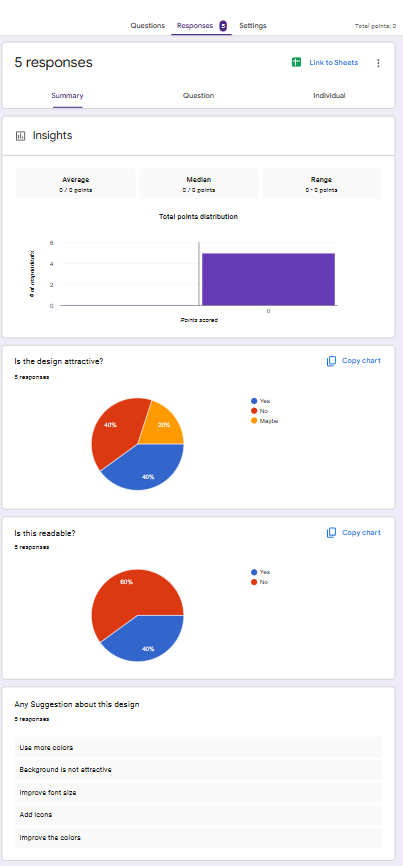 Questions Responses 5 Settings Total points: 0
5 responses Link to Sheets
Summary Question Individual
Insights
Average Median Range
0 / 0 points 0 / 0 points 0 - 0 points
Total points distribution
6
4
2
0
# of respondents
0
Points scored
Is the design attractive? Copy chart
5 responses
Yes
No
Maybe
40% 20%
40%
Is this readable? Copy chart
5 responses
Yes
No
60%
40%
Any Suggestion about this design
5 responses
Use more colors
Background is not attractive
Improve font size
Add Icons
Improve the colors